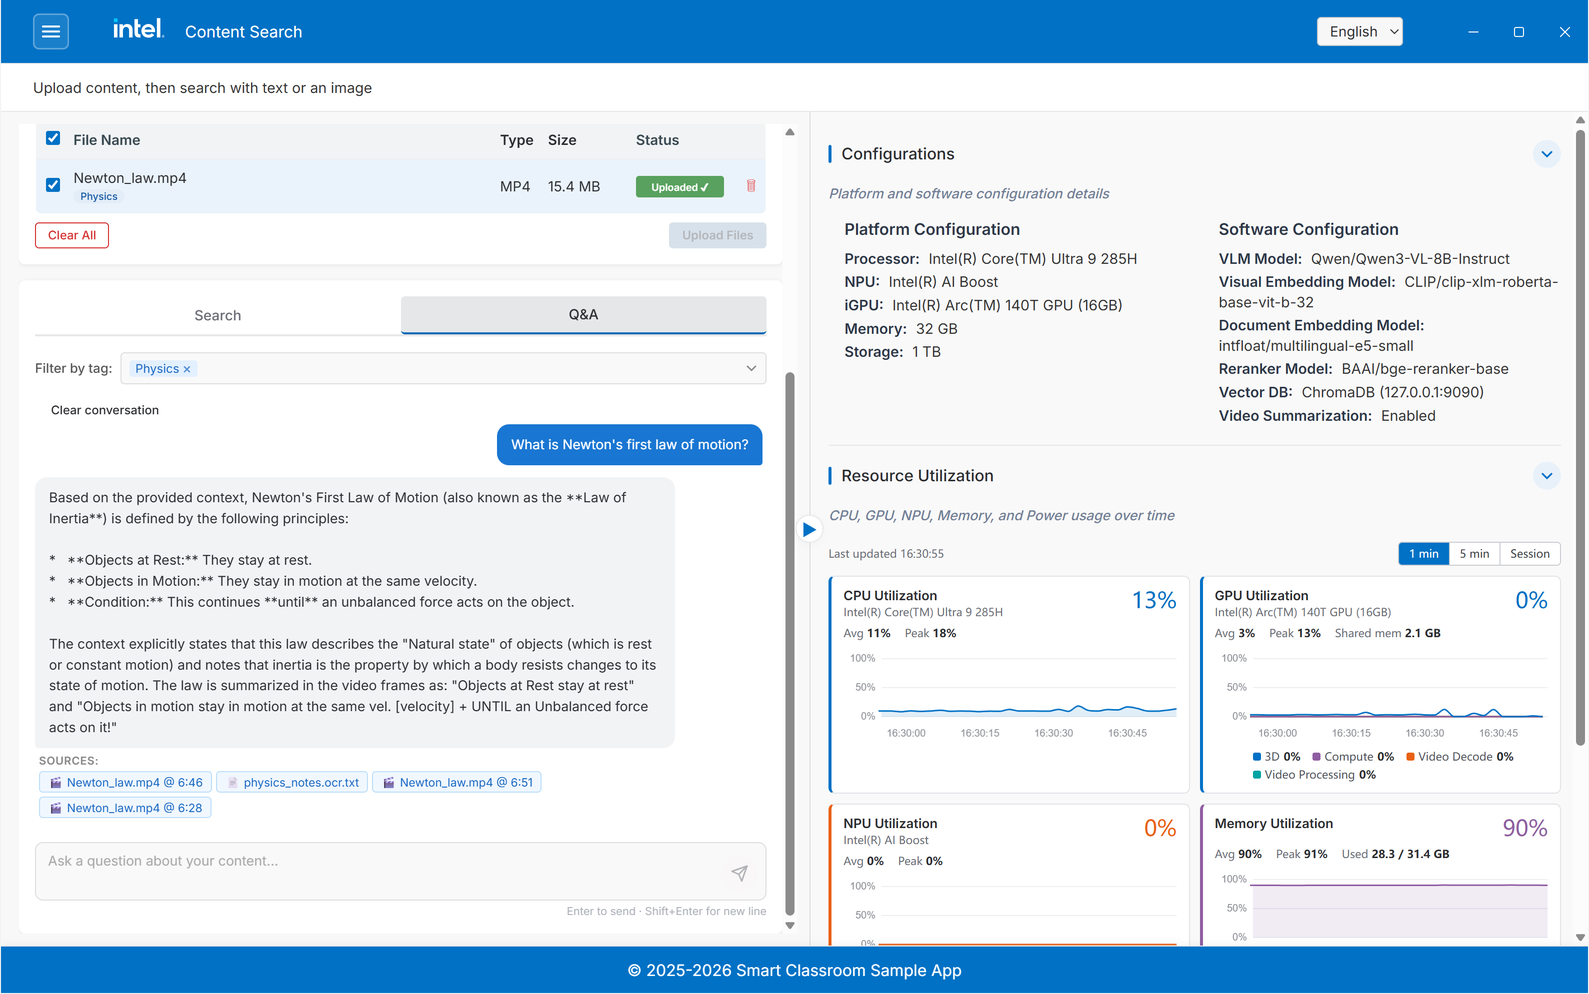 intel.
Content Search
English
Upload content, then search with text or an image
File Name Type Size Status
Newton_law.mp4
Physics
MP4 15.4 MB Uploaded ✓
Clear All
Upload Files
Search
Q&A
Filter by tag: Physics ×
Clear conversation
What is Newton's first law of motion?
Based on the provided context, Newton's First Law of Motion (also known as the **Law of
Inertia**) is defined by the following principles:
* **Objects at Rest:** They stay at rest.
* **Objects in Motion:** They stay in motion at the same velocity.
* **Condition:** This continues **until** an unbalanced force acts on the object.
The context explicitly states that this law describes the "Natural state" of objects (which is rest
or constant motion) and notes that inertia is the property by which a body resists changes to its
state of motion. The law is summarized in the video frames as: "Objects at Rest stay at rest"
and "Objects in motion stay in motion at the same vel. [velocity] + UNTIL an Unbalanced force
acts on it!"
SOURCES:
Newton_law.mp4 @ 6:46
physics_notes.ocr.txt
Newton_law.mp4 @ 6:51
Newton_law.mp4 @ 6:28
Ask a question about your content...
Enter to send · Shift+Enter for new line
Configurations
Platform and software configuration details
Platform Configuration
Processor: Intel(R) Core(TM) Ultra 9 285H
NPU: Intel(R) AI Boost
iGPU: Intel(R) Arc(TM) 140T GPU (16GB)
Memory: 32 GB
Storage: 1 TB
Software Configuration
VLM Model: Qwen/Qwen3-VL-8B-Instruct
Visual Embedding Model: CLIP/clip-xlm-roberta-
base-vit-b-32
Document Embedding Model:
intfloat/multilingual-e5-small
Reranker Model: BAAI/bge-reranker-base
Vector DB: ChromaDB (127.0.0.1:9090)
Video Summarization: Enabled
Resource Utilization
CPU, GPU, NPU, Memory, and Power usage over time
Last updated 16:30:55
1 min
5 min
Session
CPU Utilization
13%
Intel(R) Core(TM) Ultra 9 285H
Avg 11% Peak 18%
100%
50%
0%
16:30:00 16:30:15 16:30:30 16:30:45
GPU Utilization
0%
Intel(R) Arc(TM) 140T GPU (16GB)
Avg 3% Peak 13% Shared mem 2.1 GB
100%
50%
0%
16:30:00 16:30:15 16:30:30 16:30:45
3D 0% Compute 0% Video Decode 0%
Video Processing 0%
NPU Utilization
0%
Intel(R) AI Boost
Avg 0% Peak 0%
100%
50%
0%
Memory Utilization
90%
Avg 90% Peak 91% Used 28.3 / 31.4 GB
100%
50%
0%
© 2025-2026 Smart Classroom Sample App